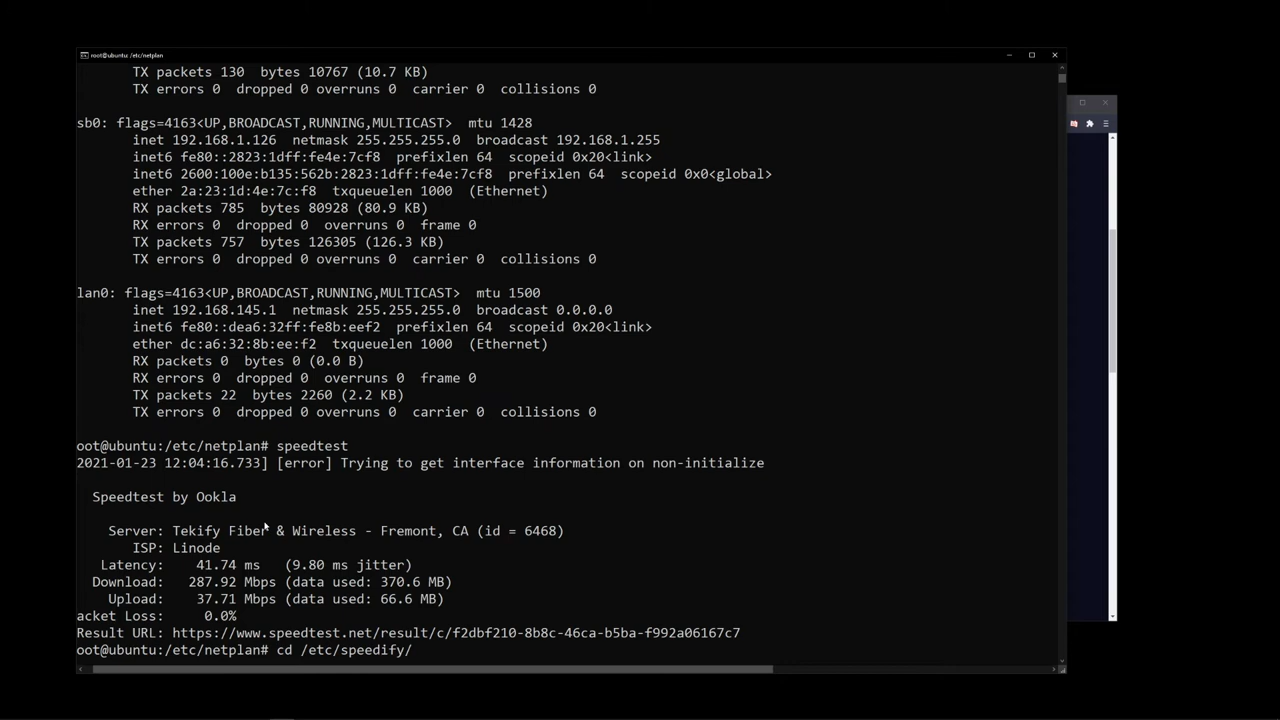 root@ubuntu: /etc/netplan
TX packets 130  bytes 10767 (10.7 KB)
TX errors 0  dropped 0 overruns 0  carrier 0  collisions 0
sb0: flags=4163<UP,BROADCAST,RUNNING,MULTICAST>  mtu 1428
inet 192.168.1.126  netmask 255.255.255.0  broadcast 192.168.1.255
inet6 fe80::2823:1dff:fe4e:7cf8  prefixlen 64  scopeid 0x20<link>
inet6 2600:100e:b135:562b:2823:1dff:fe4e:7cf8  prefixlen 64  scopeid 0x0<global>
ether 2a:23:1d:4e:7c:f8  txqueuelen 1000  (Ethernet)
RX packets 785  bytes 80928 (80.9 KB)
RX errors 0  dropped 0  overruns 0  frame 0
TX packets 757  bytes 126305 (126.3 KB)
TX errors 0  dropped 0 overruns 0  carrier 0  collisions 0
lan0: flags=4163<UP,BROADCAST,RUNNING,MULTICAST>  mtu 1500
inet 192.168.145.1  netmask 255.255.255.0  broadcast 0.0.0.0
inet6 fe80::dea6:32ff:fe8b:eef2  prefixlen 64  scopeid 0x20<link>
ether dc:a6:32:8b:ee:f2  txqueuelen 1000  (Ethernet)
RX packets 0  bytes 0 (0.0 B)
RX errors 0  dropped 0  overruns 0  frame 0
TX packets 22  bytes 2260 (2.2 KB)
TX errors 0  dropped 0 overruns 0  carrier 0  collisions 0
oot@ubuntu:/etc/netplan# speedtest
2021-01-23 12:04:16.733] [error] Trying to get interface information on non-initialize
Speedtest by Ookla
Server: Tekify Fiber & Wireless - Fremont, CA (id = 6468)
ISP: Linode
Latency:    41.74 ms   (9.80 ms jitter)
Download:   287.92 Mbps (data used: 370.6 MB)
Upload:    37.71 Mbps (data used: 66.6 MB)
acket Loss:     0.0%
Result URL: https://www.speedtest.net/result/c/f2dbf210-8b8c-46ca-b5ba-f992a06167c7
oot@ubuntu:/etc/netplan# cd /etc/speedify/